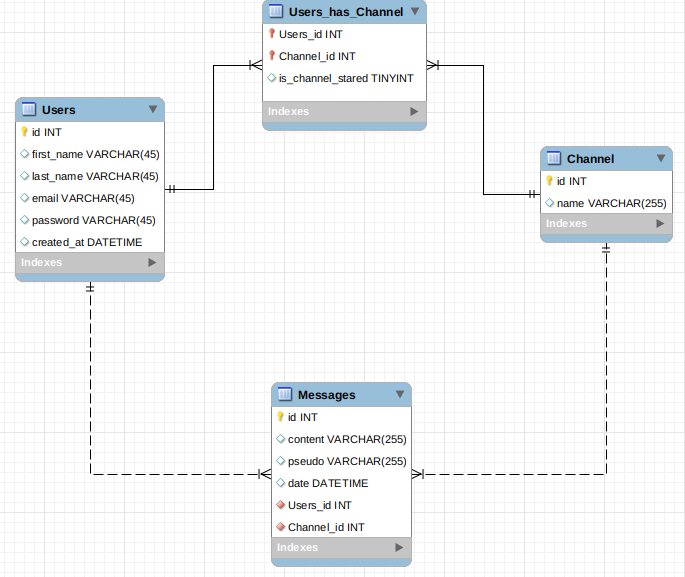 Users_has_Channel
Users_id INT
Channel_id INT
is_channel_stared TINYINT
Indexes
Users
id INT
first_name VARCHAR(45)
last_name VARCHAR(45)
email VARCHAR(45)
password VARCHAR(45)
created_at DATETIME
Indexes
Channel
id INT
name VARCHAR(255)
Indexes
Messages
id INT
content VARCHAR(255)
pseudo VARCHAR(255)
date DATETIME
Users_id INT
Channel_id INT
Indexes